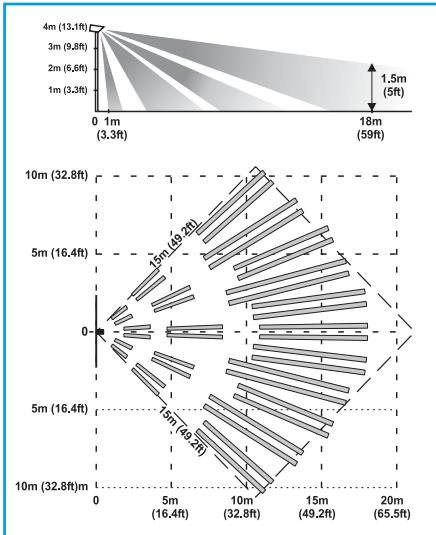 4m (13.1ft)
3m (9.8ft)
2m (6.6ft)
1m (3.3ft)
1.5m
(5ft)
1m
(3.3ft)
18m
(59ft)
10m (32.8ft)
15m (49.2ft)
5m (16.4ft)
0
5m (16.4ft)
15m (49.2ft)
10m (32.8ft)m
0
5m
(16.4ft)
10m
(32.8ft)
15m
(49.2ft)
20m
(65.5ft)